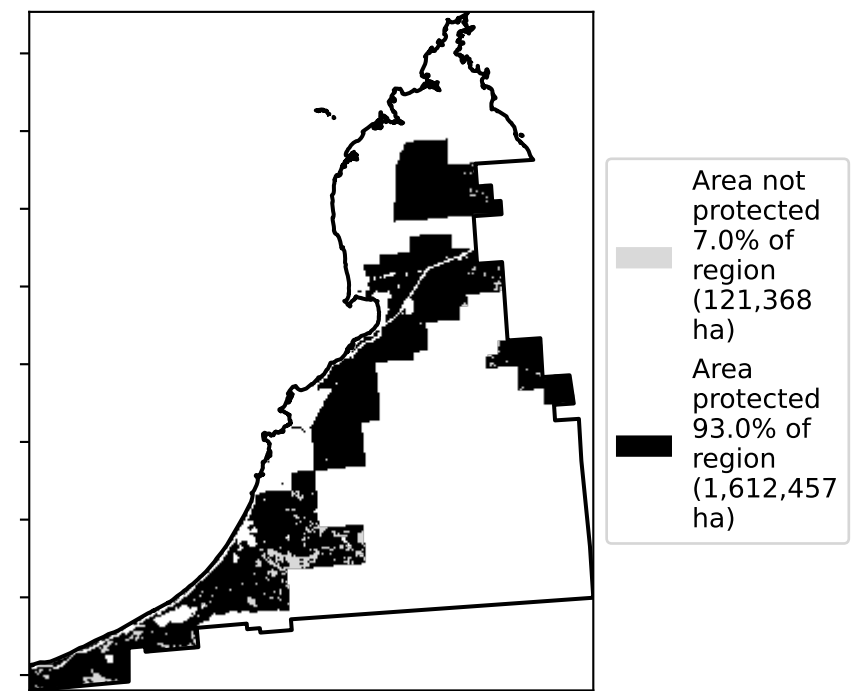 Area not
protected
7.0% of
region
(121,368
ha)
Area
protected
93.0% of
region
(1,612,457
ha)